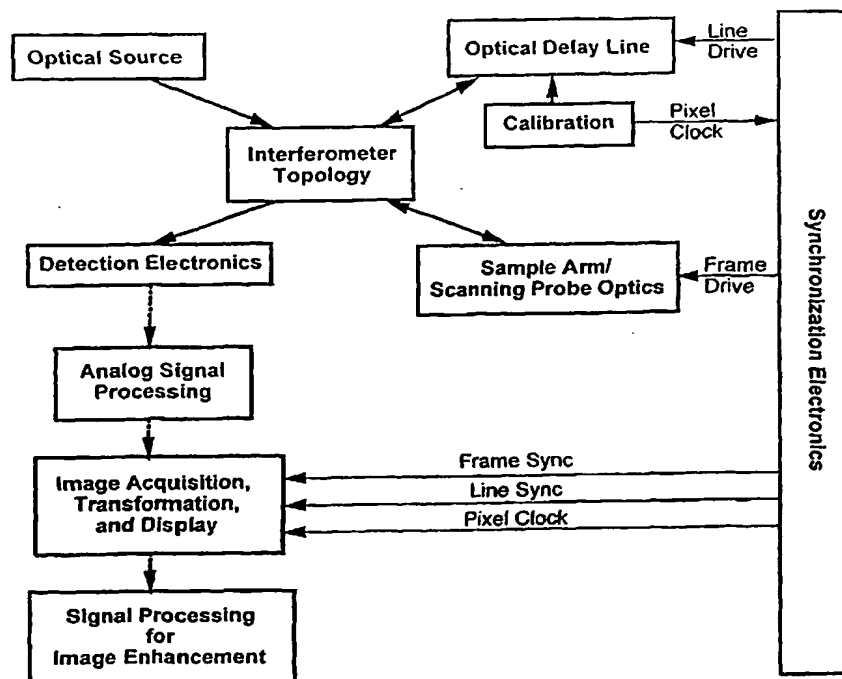 Optical Source
Optical Delay Line
Line
Drive
Calibration
Pixel
Clock
Interferometer
Topology
Detection Electronics
Sample Arm/
Scanning Probe Optics
Frame
Drive
Synchronization Electronics
Analog Signal
Processing
Image Acquisition,
Transformation,
and Display
Frame Sync
Line Sync
Pixel Clock
Signal Processing
for
Image Enhancement